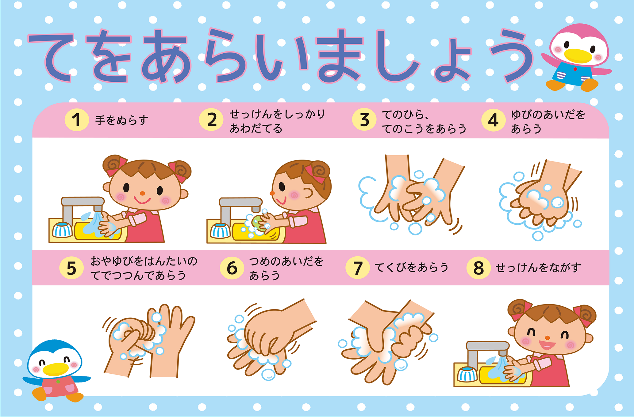 てをあらいましょう
1 手をぬらす
2 せっけんをしっかり
あわだてる
3 てのひら、
てのこうをあらう
4 ゆびのあいだを
あらう
5 おやゆびをはんたいの
てでつつんであらう
6 つめのあいだを
あらう
7 てくびをあらう
8 せっけんをながす